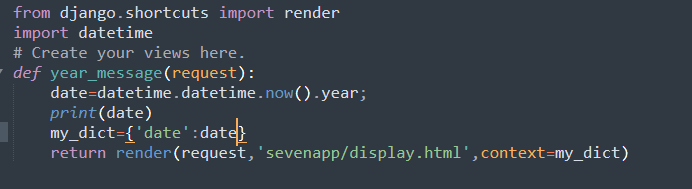 from django.shortcuts import render
import datetime
# Create your views here.
def year_message(request):
    date=datetime.datetime.now().year;
    print(date)
    my_dict={'date':date}
    return render(request,'sevenapp/display.html',context=my_dict)